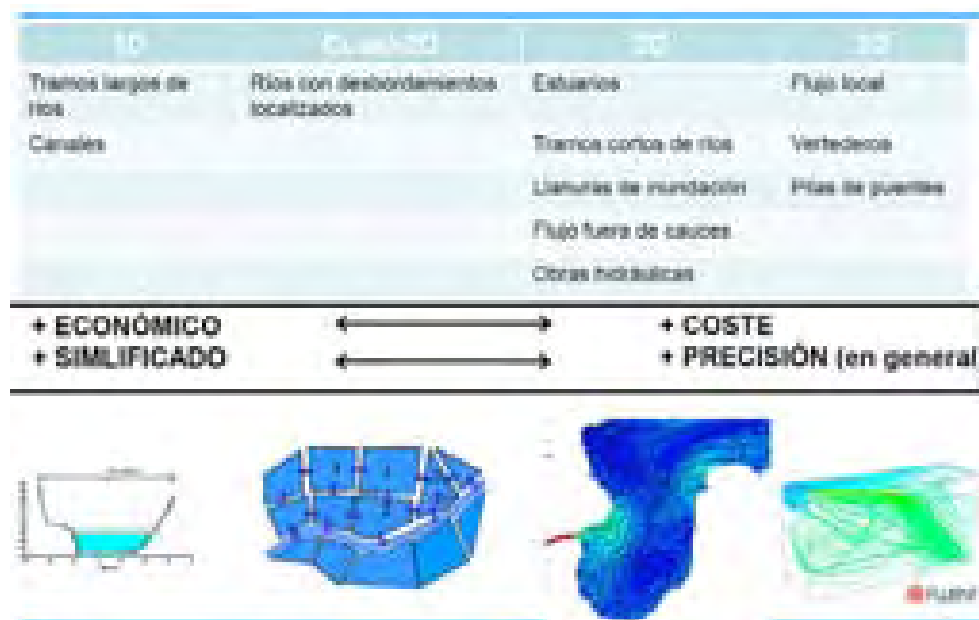 1D Cuasi2D 2D 3D
Tramos largos de ríos Ríos con desbordamientos localizados Estuarios Flujo local
Canales Tramos cortos de ríos Vertederos
Llanuras de inundación Pilas de puentes
Flujo fuera de cauces
Obras hidráulicas
+ ECONÓMICO + COSTE
+ SIMLIFICADO + PRECISIÓN (en general